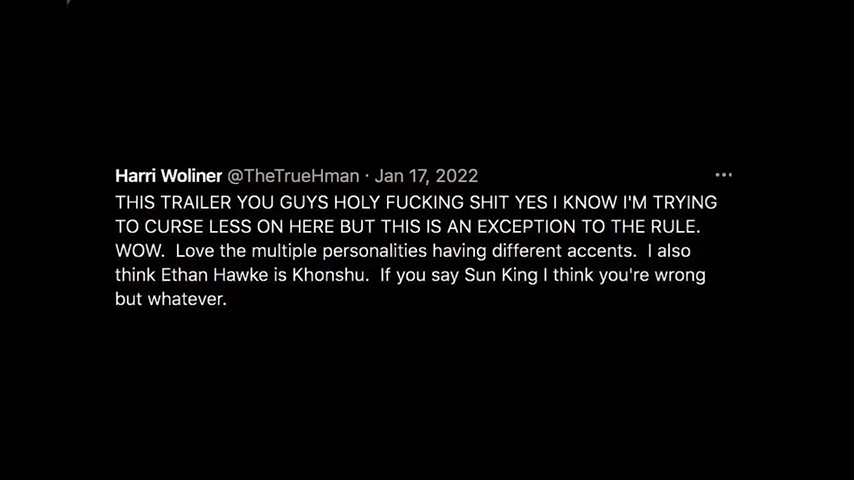 Harri Woliner @TheTrueHman · Jan 17, 2022 ···
THIS TRAILER YOU GUYS HOLY FUCKING SHIT YES I KNOW I'M TRYING
TO CURSE LESS ON HERE BUT THIS IS AN EXCEPTION TO THE RULE.
WOW.  Love the multiple personalities having different accents.  I also
think Ethan Hawke is Khonshu.  If you say Sun King I think you're wrong
but whatever.